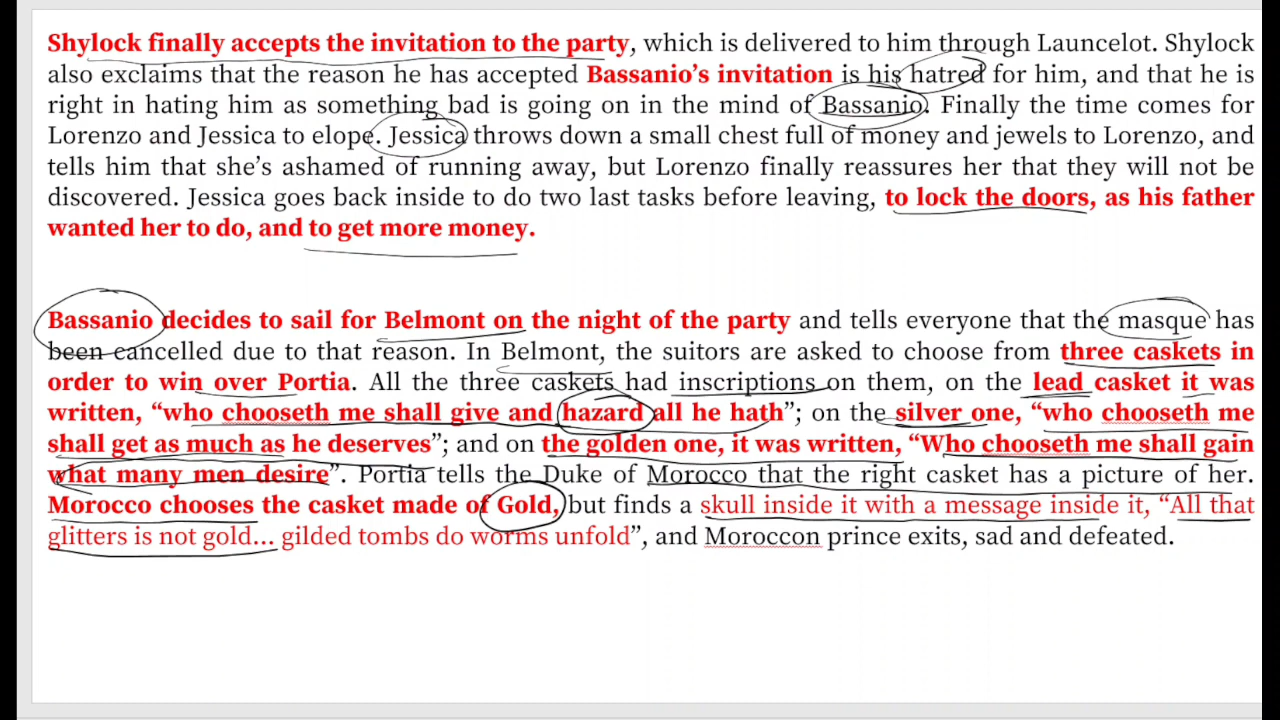 Shylock finally accepts the invitation to the party, which is delivered to him through Launcelot. Shylock
also exclaims that the reason he has accepted Bassanio’s invitation is his hatred for him, and that he is
right in hating him as something bad is going on in the mind of Bassanio. Finally the time comes for
Lorenzo and Jessica to elope. Jessica throws down a small chest full of money and jewels to Lorenzo, and
tells him that she’s ashamed of running away, but Lorenzo finally reassures her that they will not be
discovered. Jessica goes back inside to do two last tasks before leaving, to lock the doors, as his father
wanted her to do, and to get more money.
Bassanio decides to sail for Belmont on the night of the party and tells everyone that the masque has
been cancelled due to that reason. In Belmont, the suitors are asked to choose from three caskets in
order to win over Portia. All the three caskets had inscriptions on them, on the lead casket it was
written, “who chooseth me shall give and hazard all he hath”; on the silver one, “who chooseth me
shall get as much as he deserves”; and on the golden one, it was written, “Who chooseth me shall gain
what many men desire”. Portia tells the Duke of Morocco that the right casket has a picture of her.
Morocco chooses the casket made of Gold, but finds a skull inside it with a message inside it, “All that
glitters is not gold... gilded tombs do worms unfold”, and Moroccon prince exits, sad and defeated.